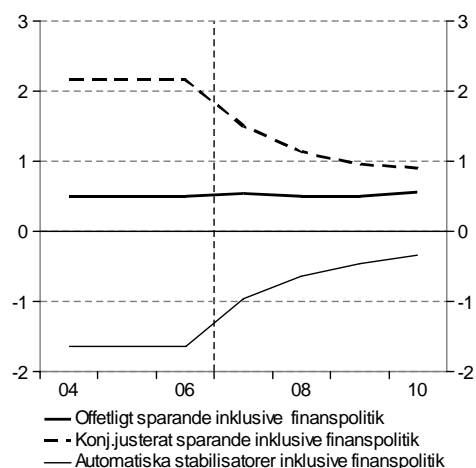 3 3
2 2
1 1
0 0
-1 -1
-2 -2
04 06 08 10
Offetligt sparande inklusive finanspolitik
Konj.justerat sparande inklusive finanspolitik
Automatiska stabilisatorer inklusive finanspolitik